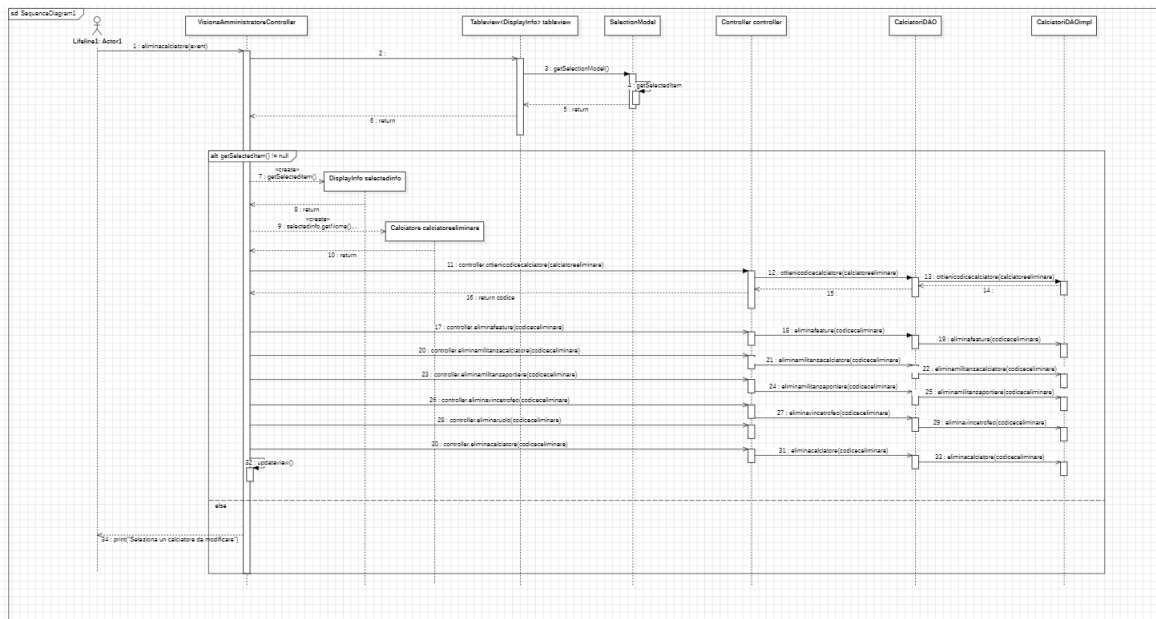 sd SequenceDiagram1
Lifeline1: Actor1
VisionaAmministratoreController
Tableview<DisplayInfo> tableview
SelectionModel
Controller controller
CalciatoriDAO
CalciatoriDAOimpl
1 : eliminacalciatore(event)
2 :
3 : getSelectionModel()
4 : getSelectedItem
5 : return
6 : return
alt getSelectedItem() != null
«create»
7 : getSelectedItem()
DisplayInfo selectedinfo
8 : return
«create»
9 : selectedinfo.getNome()...
Calciatore calciatoreeliminare
10 : return
11 : controller.ottienicodicecalciatore(calciatoreeliminare)
12 : ottienicodicecalciatore(calciatoreeliminare)
13 : ottienicodicecalciatore(calciatoreeliminare)
14 :
15 :
16 : return codice
17 : controller.eliminafeature(codiceeliminare)
18 : eliminafeature(codiceeliminare)
19 : eliminafeature(codiceeliminare)
20 : controller.eliminamilitanzacalciatore(codiceeliminare)
21 : eliminamilitanzacalciatore(codiceeliminare)
22 : eliminamilitanzacalciatore(codiceeliminare)
23 : controller.eliminamilitanzaportiere(codiceeliminare)
24 : eliminamilitanzaportiere(codiceeliminare)
25 : eliminamilitanzaportiere(codiceeliminare)
26 : controller.eliminavincetrofeo(codiceeliminare)
27 : eliminavincetrofeo(codiceeliminare)
28 : controller.eliminaruolo(codiceeliminare)
29 : eliminavincetrofeo(codiceeliminare)
30 : controller.eliminacalciatore(codiceeliminare)
31 : eliminacalciatore(codiceeliminare)
32 : updateview()
33 : eliminacalciatore(codiceeliminare)
else
34 : print("Seleziona un calciatore da modificare")